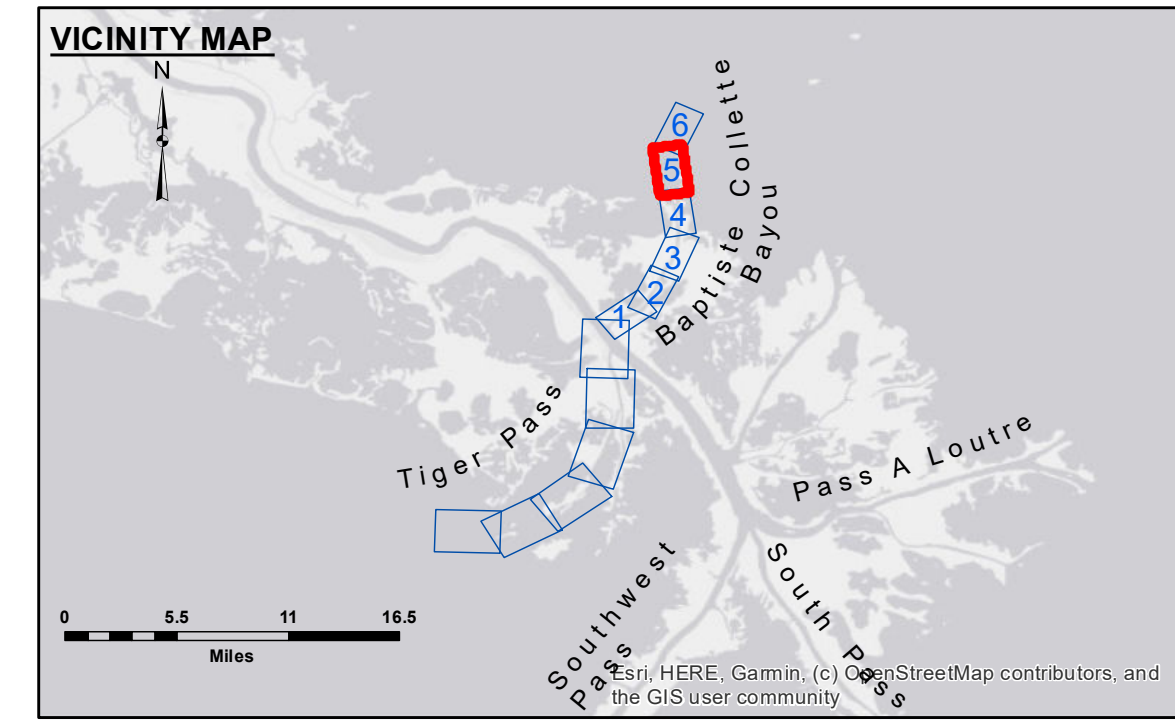 VICINITY MAP
N
6
5
4
3
2
1
Baptiste Collette
Bayou
Tiger Pass
Pass A Loutre
Southwest
Pass
South Pass
0 5.5 11 16.5
Miles
Esri, HERE, Garmin, (c) OpenStreetMap contributors, and
the GIS user community